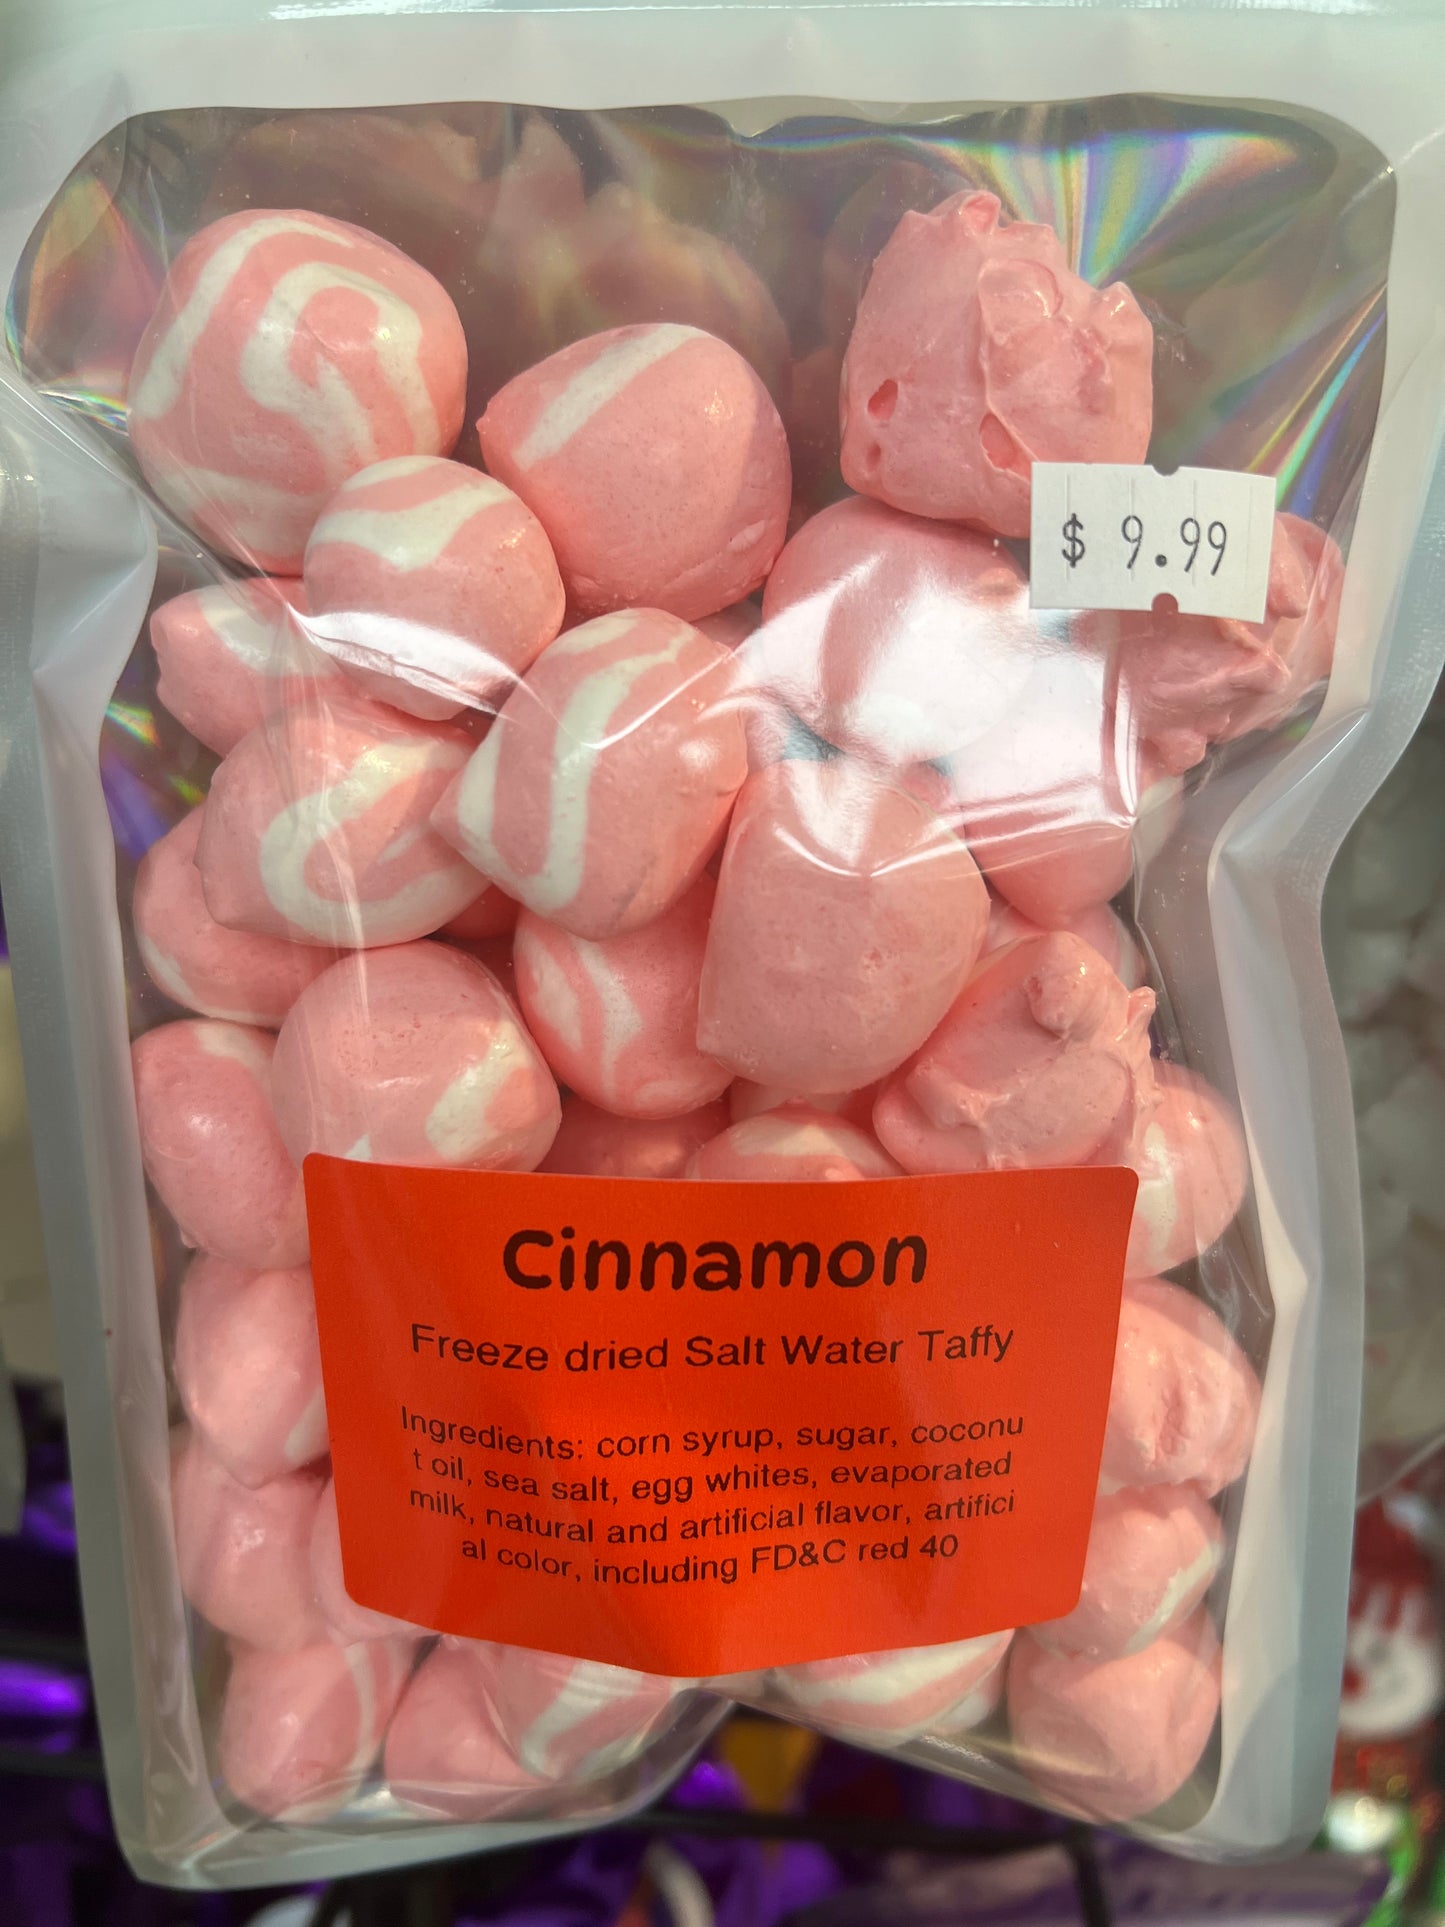 $ 9.99
Cinnamon
Freeze dried Salt Water Taffy
Ingredients: corn syrup, sugar, coconu
t oil, sea salt, egg whites, evaporated
milk, natural and artificial flavor, artifici
al color, including FD&C red 40